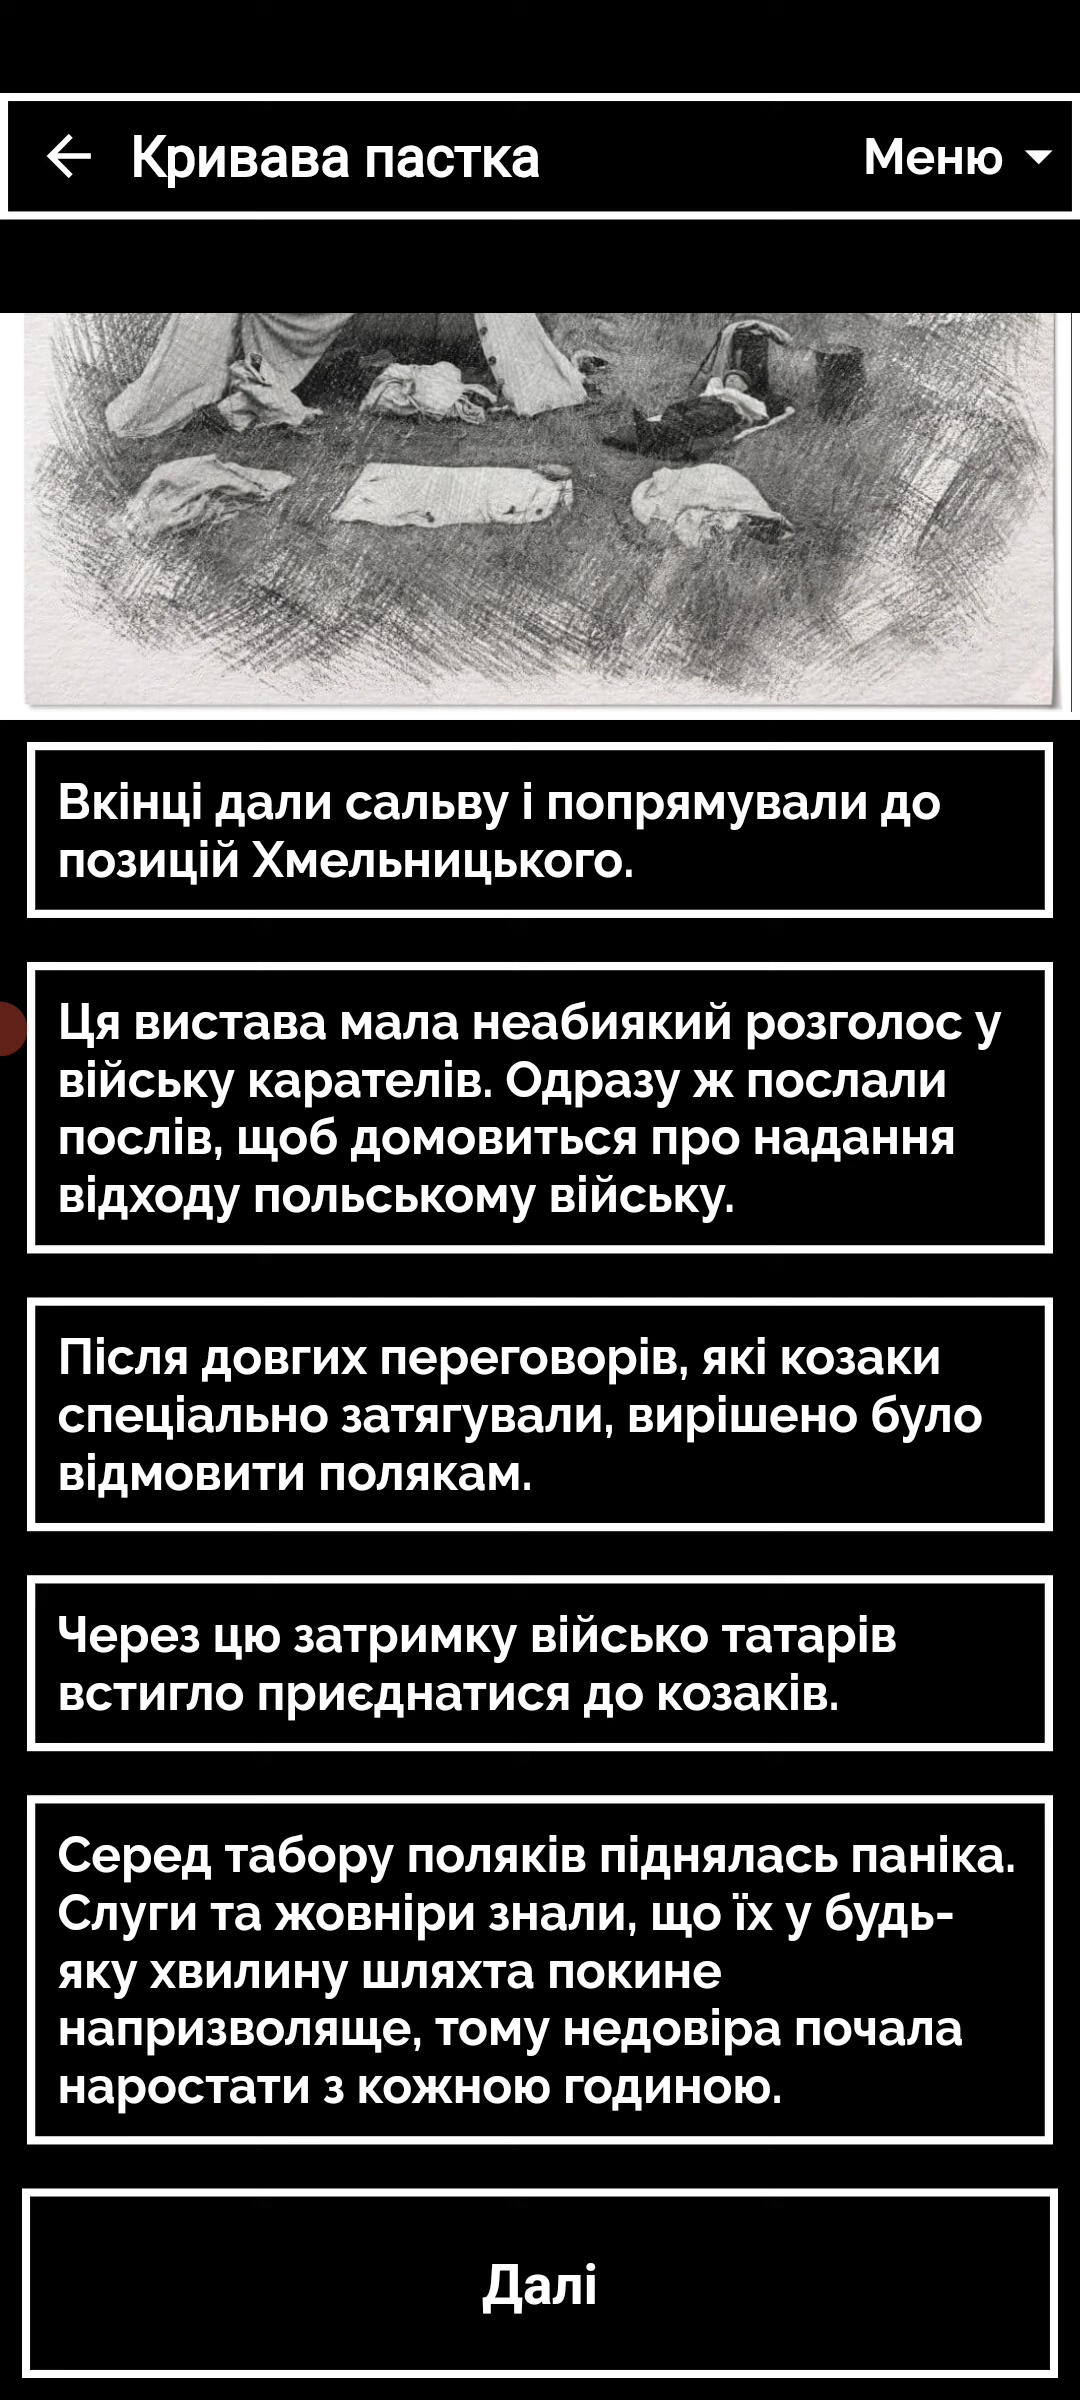 Кривава пастка
Меню
Вкінці дали сальву і попрямували до
позицій Хмельницького.
Ця вистава мала неабиякий розголос у
війську карателів. Одразу ж послали
послів, щоб домовиться про надання
відходу польському війську.
Після довгих переговорів, які козаки
спеціально затягували, вирішено було
відмовити полякам.
Через цю затримку військо татарів
встигло приєднатися до козаків.
Серед табору поляків піднялась паніка.
Слуги та жовніри знали, що їх у будь-
яку хвилину шляхта покине
напризволяще, тому недовіра почала
наростати з кожною годиною.
Далі